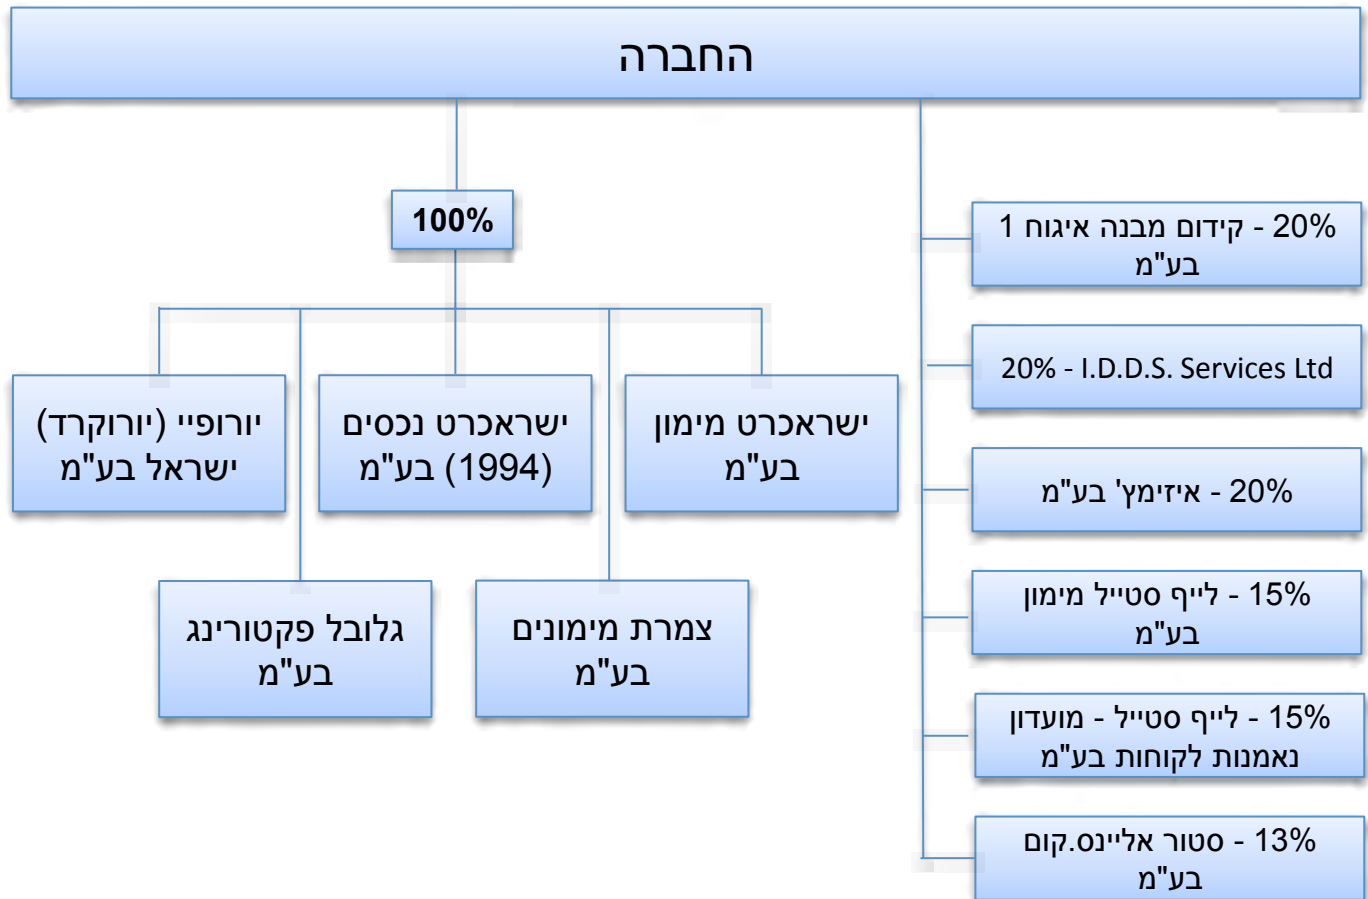 החברה
100%
ישראכרט מימון
בע"מ
ישראכרט נכסים
(1994) בע"מ
יורופיי (יורוקרד)
ישראל בע"מ
צמרת מימונים
בע"מ
גלובל פקטורינג
בע"מ
20% - קידום מבנה איגוח 1
בע"מ
20% - I.D.D.S. Services Ltd
20% - איזימץ' בע"מ
15% - לייף סטייל מימון
בע"מ
15% - לייף סטייל - מועדון
נאמנות לקוחות בע"מ
13% - סטור אליינס.קום
בע"מ